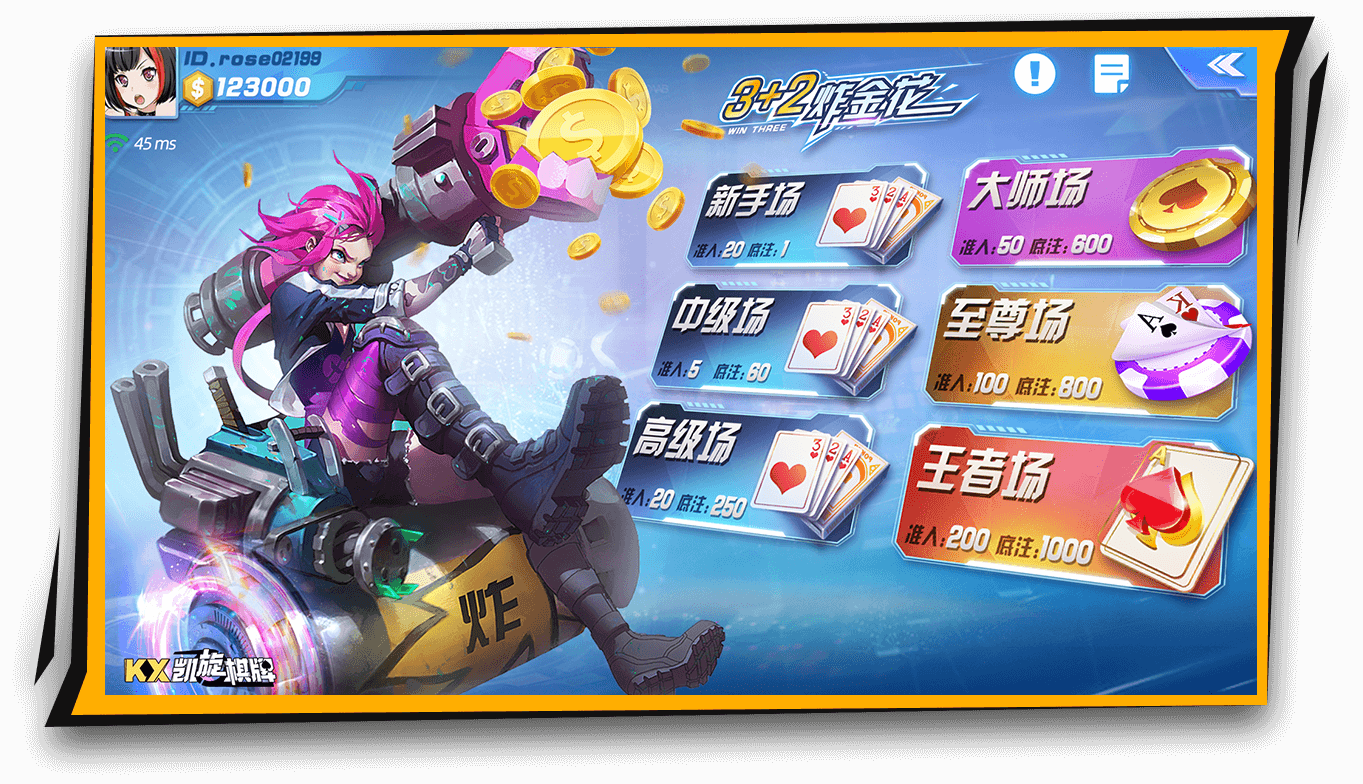 ID.rose02199
123000
45 ms
3+2炸金花
WIN THREE
新手场
准入:20 底注:1
大师场
准入:50 底注:600
中级场
准入:5 底注:60
至尊场
准入:100 底注:800
高级场
准入:20 底注:250
王者场
准入:200 底注:1000
炸
KX凯旋棋牌